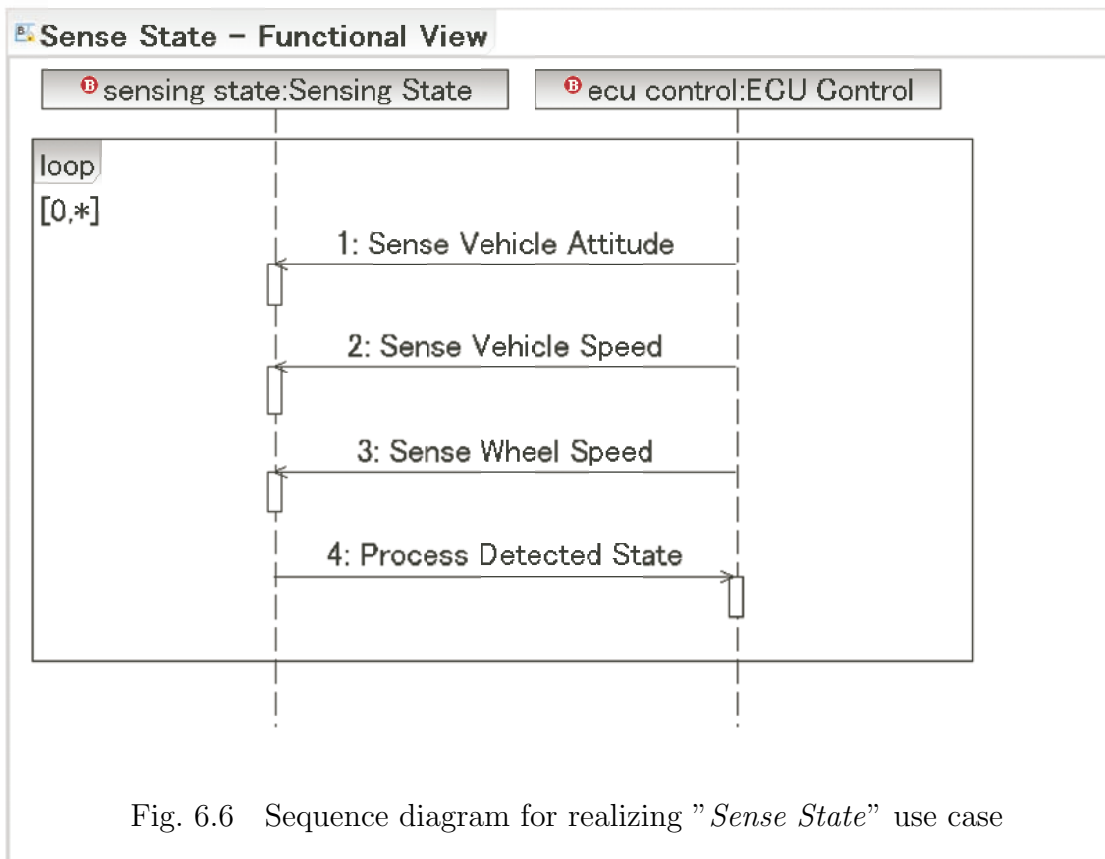 Sense State - Functional View
sensing state:Sensing State
ecu control:ECU Control
loop
[0,*]
1: Sense Vehicle Attitude
2: Sense Vehicle Speed
3: Sense Wheel Speed
4: Process Detected State
Fig. 6.6 Sequence diagram for realizing ”Sense State” use case